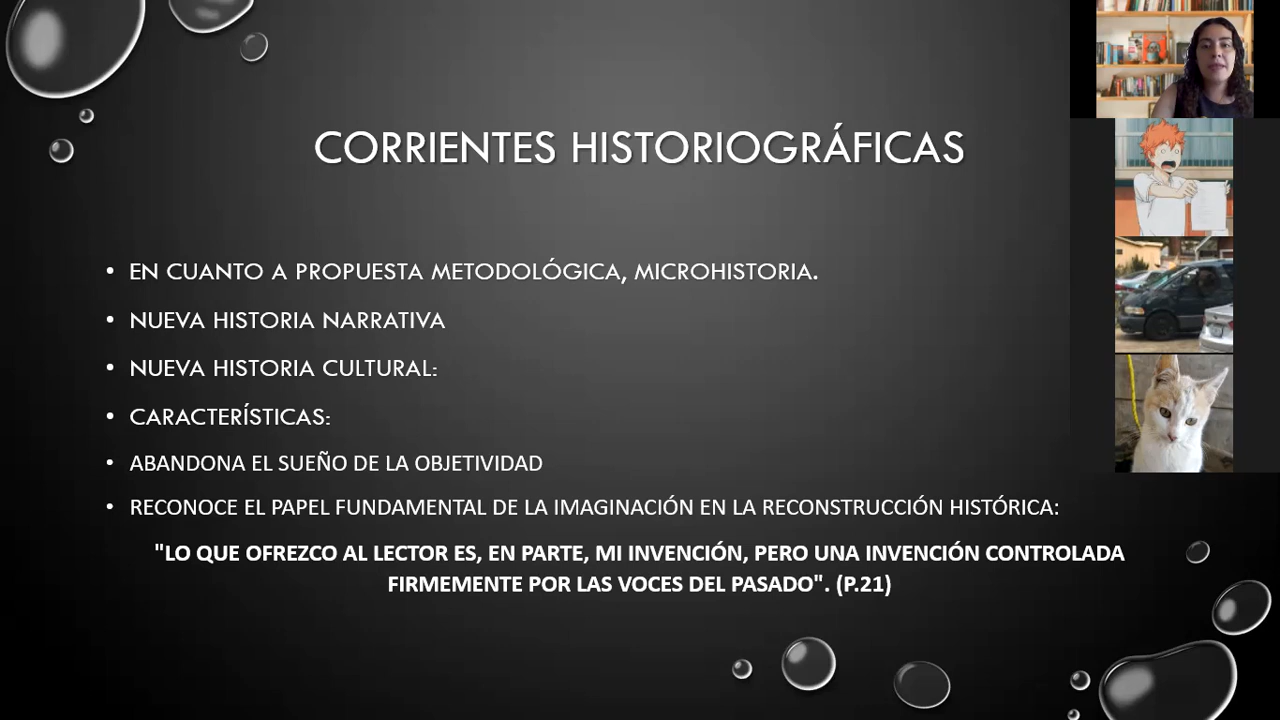 CORRIENTES HISTORIOGRÁFICAS
• EN CUANTO A PROPUESTA METODOLÓGICA, MICROHISTORIA.
• NUEVA HISTORIA NARRATIVA
• NUEVA HISTORIA CULTURAL:
• CARACTERÍSTICAS:
• ABANDONA EL SUEÑO DE LA OBJETIVIDAD
• RECONOCE EL PAPEL FUNDAMENTAL DE LA IMAGINACIÓN EN LA RECONSTRUCCIÓN HISTÓRICA:
"LO QUE OFREZCO AL LECTOR ES, EN PARTE, MI INVENCIÓN, PERO UNA INVENCIÓN CONTROLADA
FIRMEMENTE POR LAS VOCES DEL PASADO". (P.21)